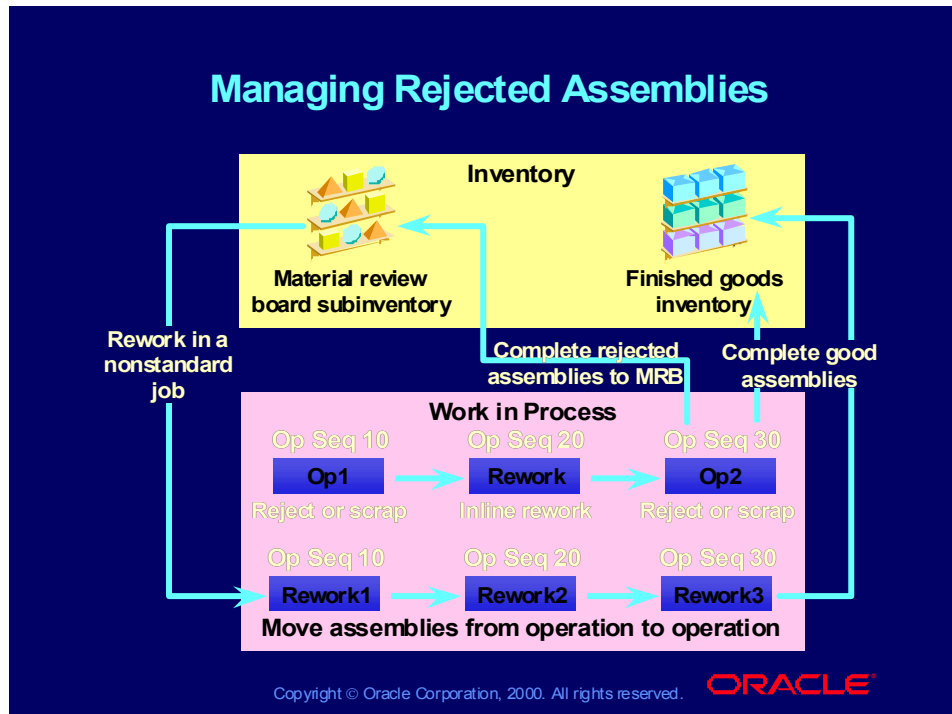 Managing Rejected Assemblies
Inventory
Material review
board subinventory
Finished goods
inventory
Rework in a
nonstandard
job
Complete rejected
assemblies to MRB
Complete good
assemblies
Work in Process
Op Seq 10
Op Seq 20
Op Seq 30
Op1
Rework
Op2
Reject or scrap
Inline rework
Reject or scrap
Op Seq 10
Op Seq 20
Op Seq 30
Rework1
Rework2
Rework3
Move assemblies from operation to operation
Copyright © Oracle Corporation, 2000. All rights reserved.
ORACLE®